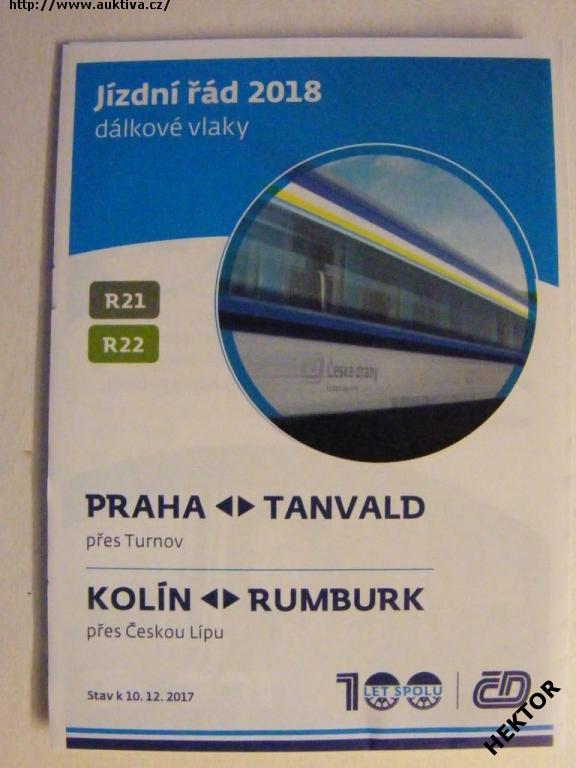 http://www.auktiva.cz/
Jízdní řád 2018
dálkové vlaky
R21
R22
České dráhy
PRAHA ◄► TANVALD
přes Turnov
KOLÍN ◄► RUMBURK
přes Českou Lípu
Stav k 10. 12. 2017
100
LET SPOLU
ČD
HEKTOR